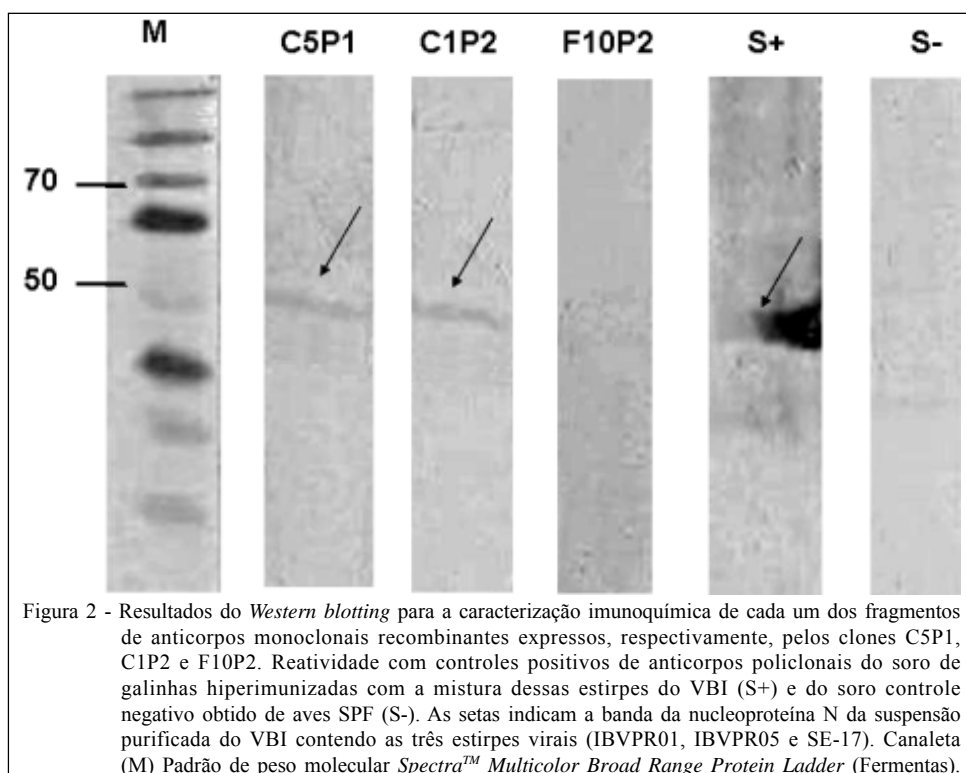 M C5P1 C1P2 F10P2 S+ S-
70
50
Figura 2 - Resultados do Western blotting para a caracterização imunoquímica de cada um dos fragmentos
de anticorpos monoclonais recombinantes expressos, respectivamente, pelos clones C5P1,
C1P2 e F10P2. Reatividade com controles positivos de anticorpos policlonais do soro de
galinhas hiperimunizadas com a mistura dessas estirpes do VBI (S+) e do soro controle
negativo obtido de aves SPF (S-). As setas indicam a banda da nucleoproteína N da suspensão
purificada do VBI contendo as três estirpes virais (IBVPR01, IBVPR05 e SE-17). Canaleta
(M) Padrão de peso molecular Spectra™ Multicolor Broad Range Protein Ladder (Fermentas).